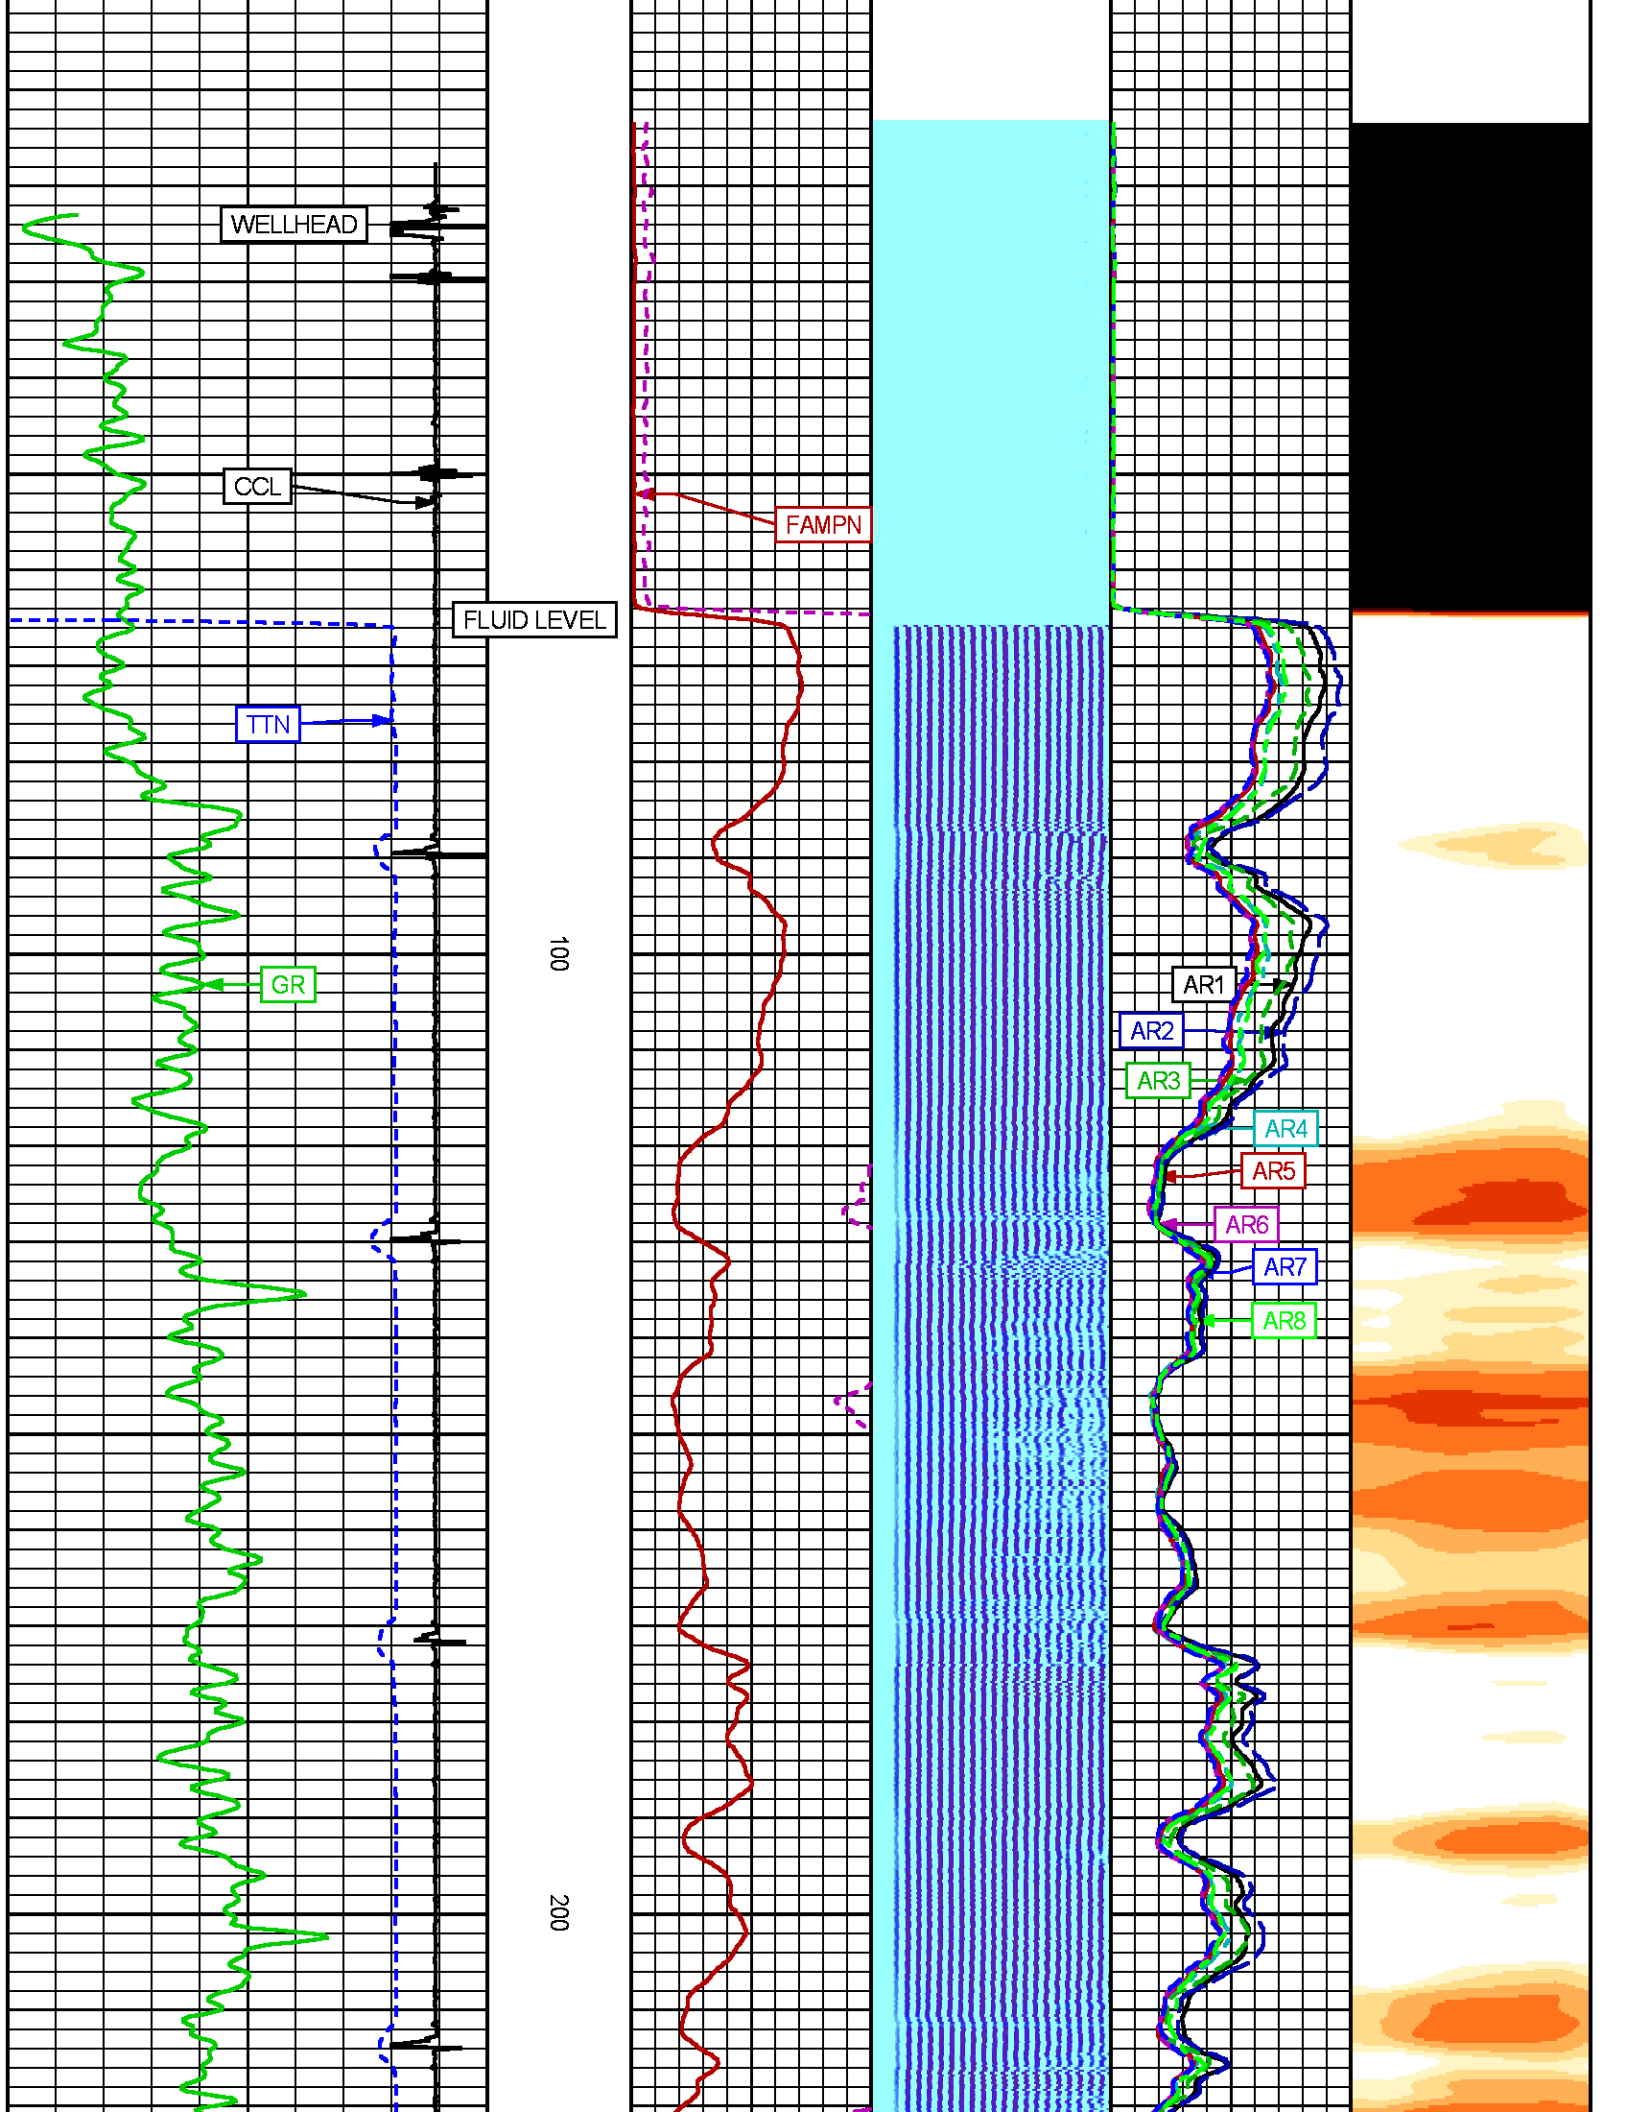 WELLHEAD
CCL
FAMPN
FLUID LEVEL
TTN
100
GR
AR1
AR2
AR3
AR4
AR5
AR6
AR7
AR8
200